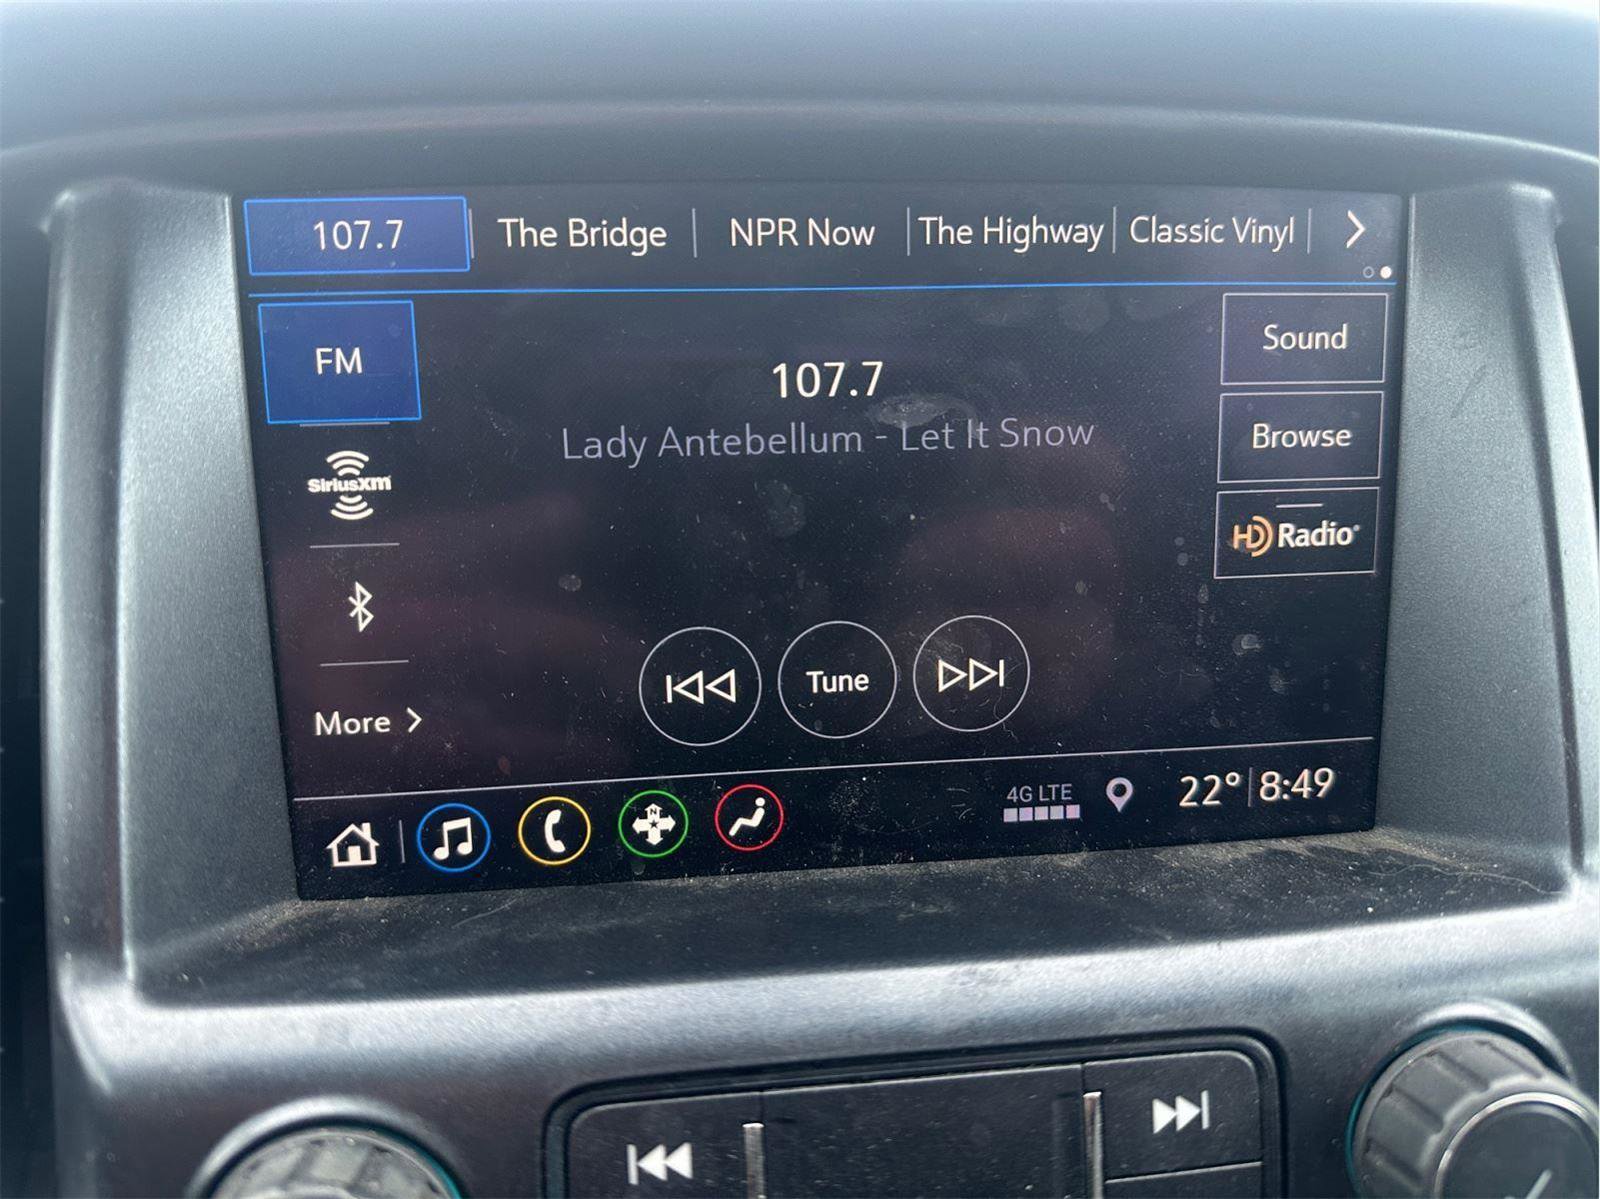 107.7 The Bridge NPR Now The Highway Classic Vinyl
FM
107.7
Lady Antebellum - Let It Snow
Sound
Browse
HD Radio
SiriusXM
More
Tune
4G LTE
22° 8:49
N